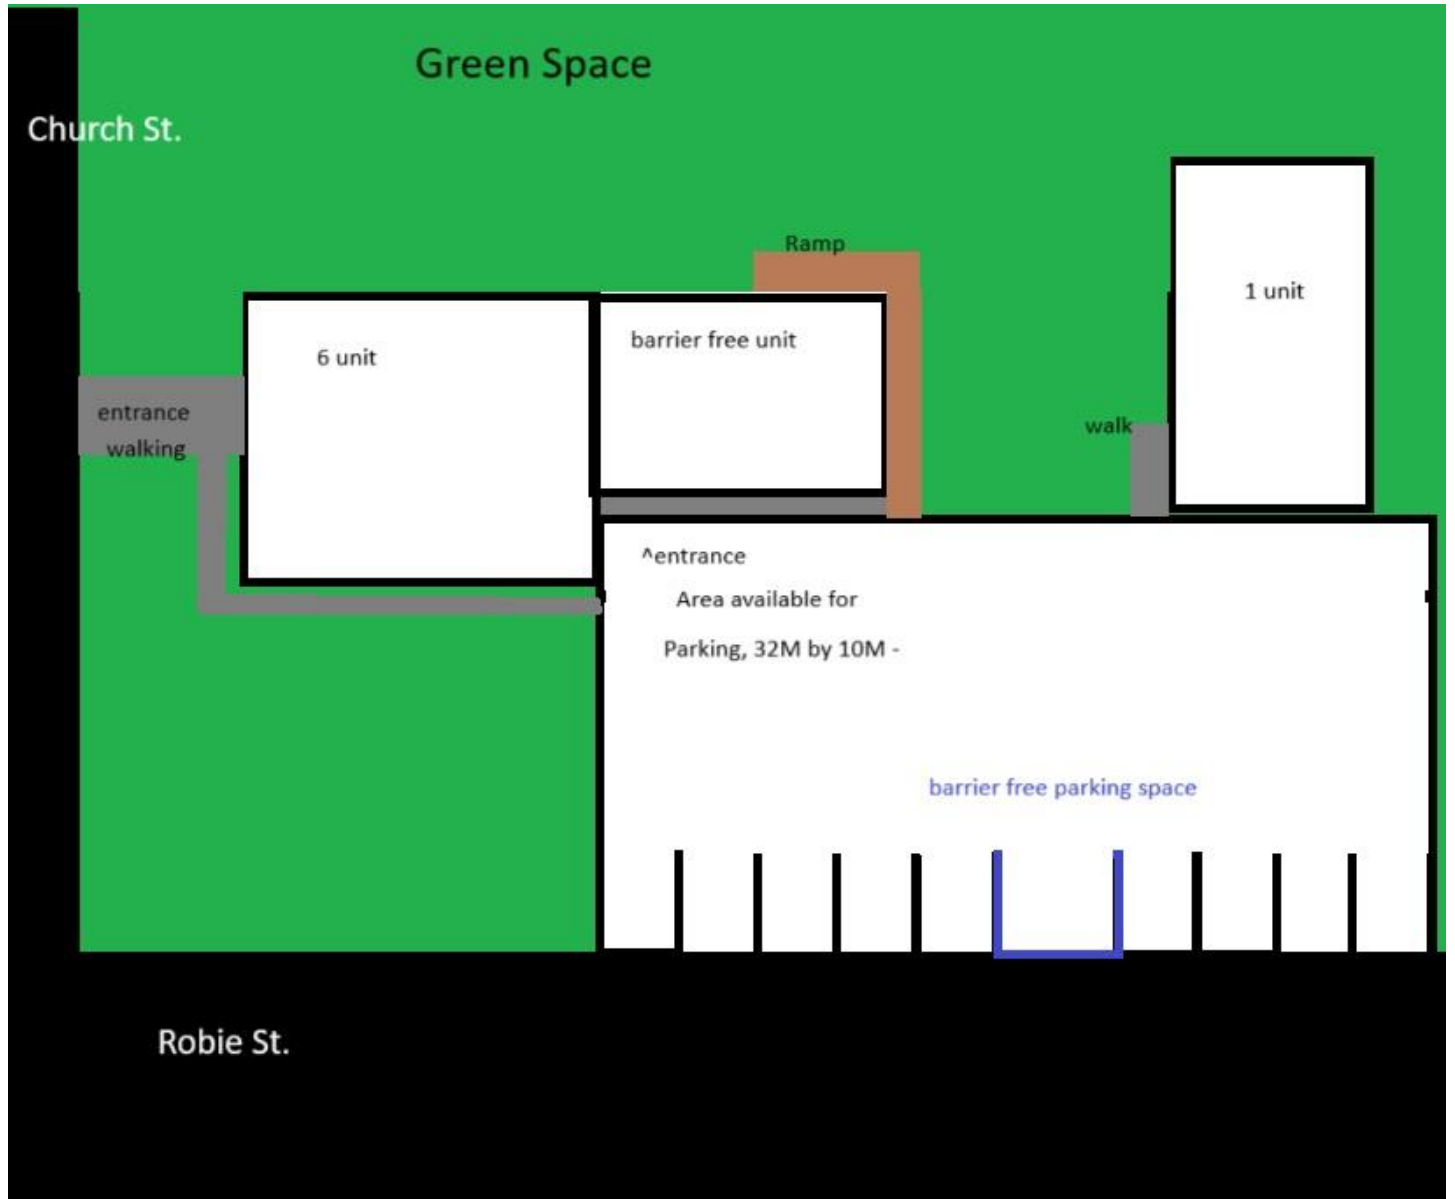 Green Space
Church St.
Ramp
1 unit
barrier free unit
6 unit
entrance
walking
walk
^entrance
Area available for
Parking, 32M by 10M -
barrier free parking space
Robie St.